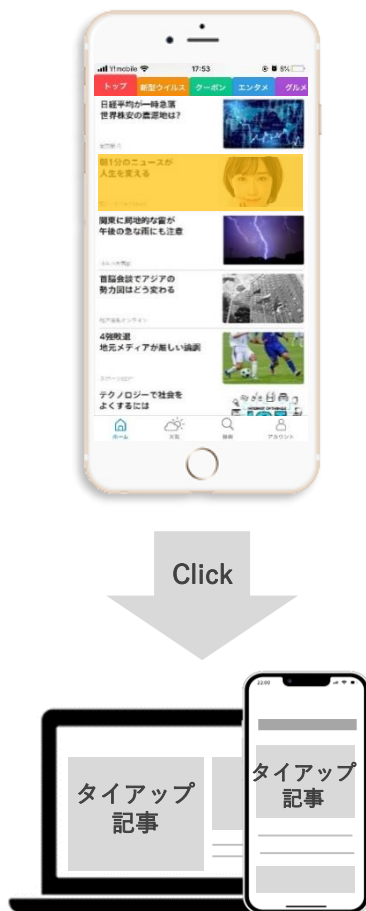 Y!mobile 17:53 8%
トップ 新型ウイルス クーポン エンタメ グルメ
日経平均が一時急落
世界株安の震源地は?
朝1分のニュースが
人生を変える
関東に局地的な雷が
午後の急な雨にも注意
首脳会談でアジアの
勢力図はどう変わる
4強敗退
地元メディアが厳しい論調
テクノロジーで社会を
よくするには
INTERNET OF THINGS
ホーム 天気 検索 アカウント
Click
22:00
タイアップ
記事
タイアップ
記事